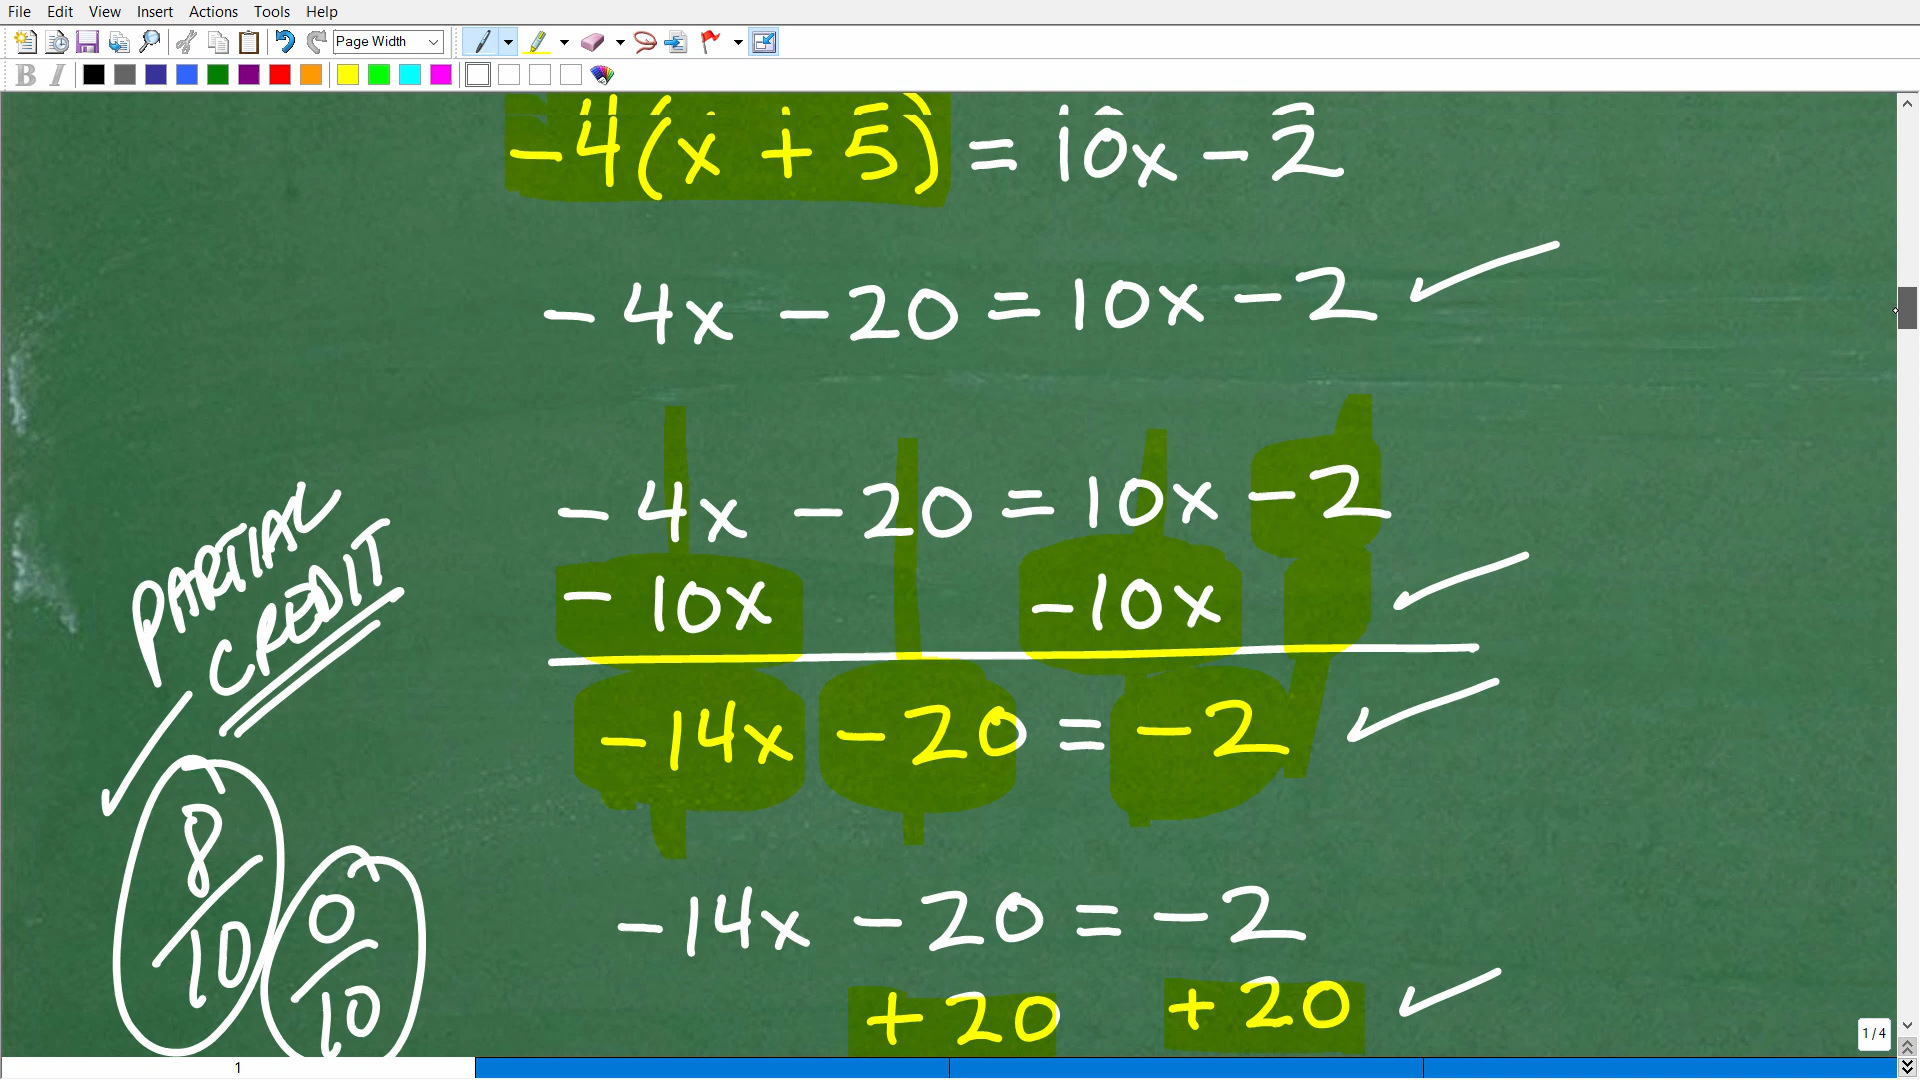 File Edit View Insert Actions Tools Help
Page Width
B I
-4(x + 5) = 10x - 2
-4x - 20 = 10x - 2
-4x - 20 = 10x - 2
-10x -10x
-14x - 20 = -2
-14x - 20 = -2
+20 +20
PARTIAL
CREDIT
8/10
0/10
1 / 4
1